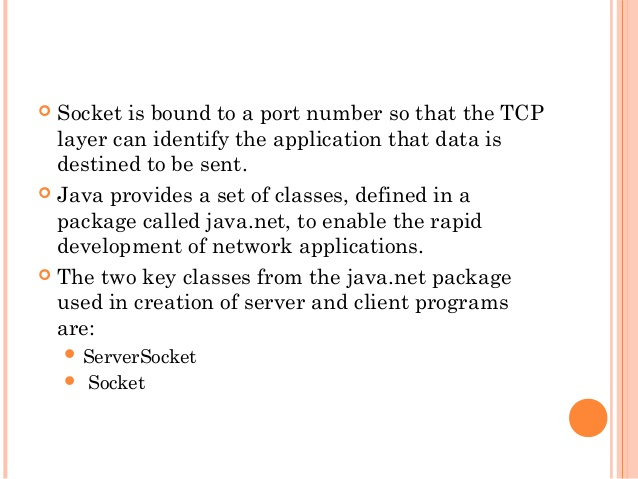 Socket is bound to a port number so that the TCP
layer can identify the application that data is
destined to be sent.
Java provides a set of classes, defined in a
package called java.net, to enable the rapid
development of network applications.
The two key classes from the java.net package
used in creation of server and client programs
are:
ServerSocket
Socket